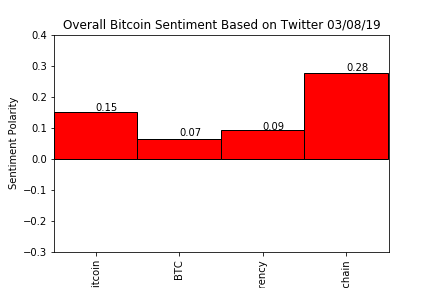 Overall Bitcoin Sentiment Based on Twitter 03/08/19
Sentiment Polarity
0.4
0.3
0.2
0.1
0.0
−0.1
−0.2
−0.3
0.15
0.07
0.09
0.28
itcoin
BTC
rency
chain